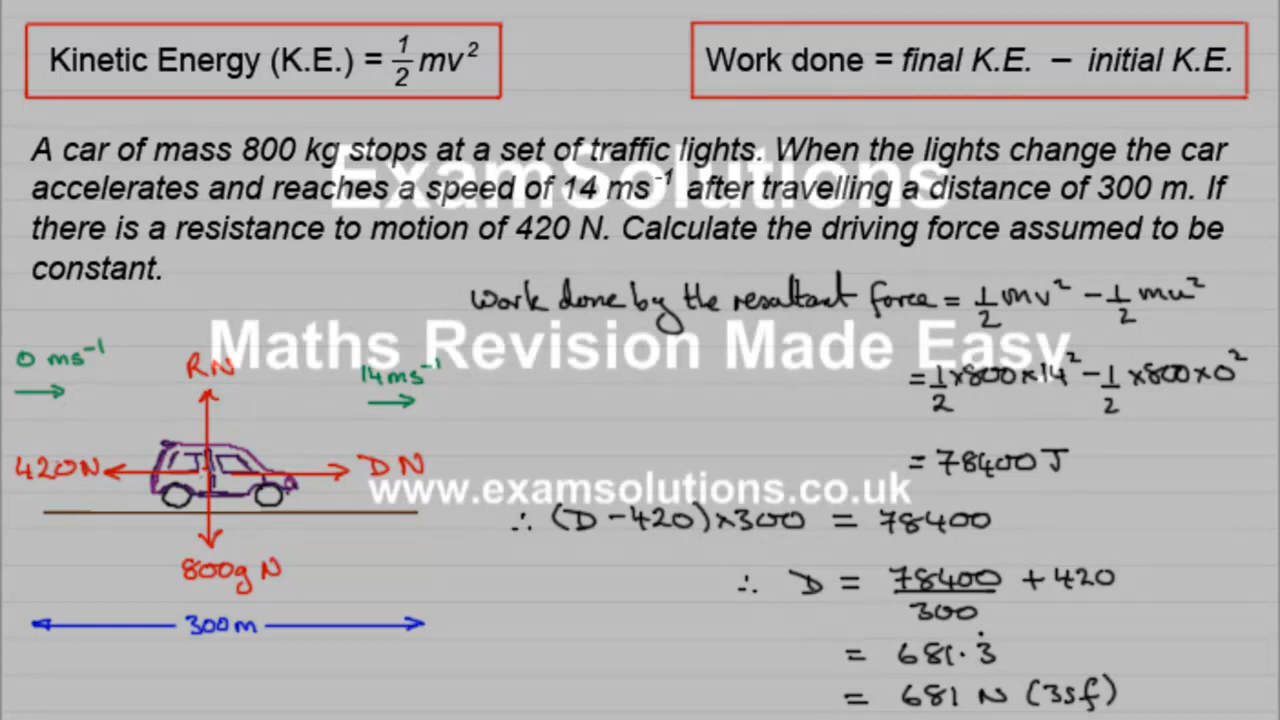 Kinetic Energy (K.E.) = 1/2 mv²
Work done = final K.E. – initial K.E.
A car of mass 800 kg stops at a set of traffic lights. When the lights change the car
accelerates and reaches a speed of 14 ms⁻¹ after travelling a distance of 300 m. If
there is a resistance to motion of 420 N. Calculate the driving force assumed to be
constant.
ExamSolutions
Work done by the resultant force = 1/2 mv² – 1/2 mu²
Maths Revision Made Easy
0 ms⁻¹
RN
14ms⁻¹
= 1/2 × 800 × 14² – 1/2 × 800 × 0²
420N
DN
= 78400 J
www.examsolutions.co.uk
∴ (D – 420) × 300 = 78400
800g N
∴ D = 78400/300 + 420
300m
= 681.3̇
= 681 N (3sf)